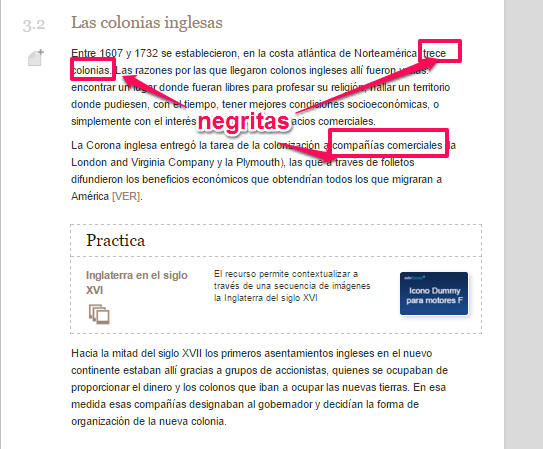 3.2 Las colonias inglesas
Entre 1607 y 1732 se establecieron, en la costa atlántica de Norteamérica, trece
colonias. Las razones por las que llegaron colonos ingleses allí fueron varias:
encontrar un lugar donde fueran libres para profesar su religión, hallar un territorio
donde pudiesen, con el tiempo, tener mejores condiciones socioeconómicas, o
simplemente con el interés acios comerciales.
negritas
La Corona inglesa entregó la tarea de la colonización a compañías comerciales (la
London and Virginia Company y la Plymouth), las que a través de folletos
difundieron los beneficios económicos que obtendrían todos los que migraran a
América [VER].
Practica
Inglaterra en el siglo
XVI
El recurso permite contextualizar a
través de una secuencia de imágenes
la Inglaterra del siglo XVI
Icono Dummy
para motores F
Hacia la mitad del siglo XVII los primeros asentamientos ingleses en el nuevo
continente estaban allí gracias a grupos de accionistas, quienes se ocupaban de
proporcionar el dinero y los colonos que iban a ocupar las nuevas tierras. En esa
medida esas compañías designaban al gobernador y decidían la forma de
organización de la nueva colonia.